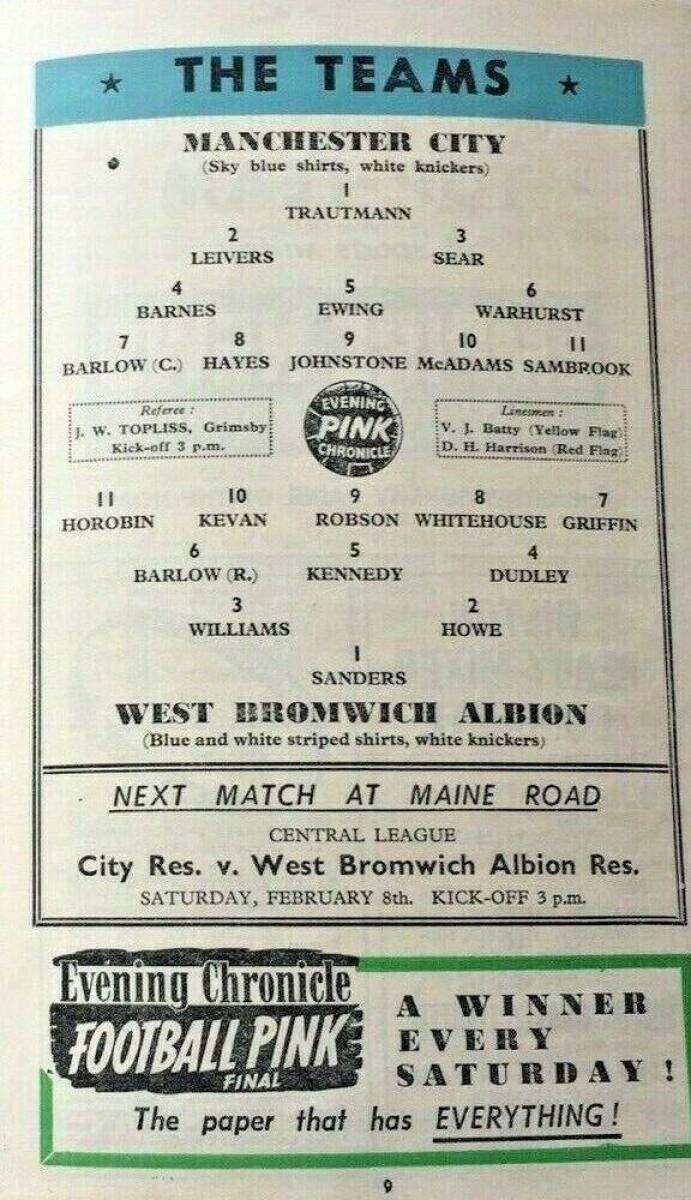 ★ THE TEAMS ★
MANCHESTER CITY
(Sky blue shirts, white knickers)
1
TRAUTMANN
2 3
LEIVERS SEAR
4 5 6
BARNES EWING WARHURST
7 8 9 10 11
BARLOW (C.) HAYES JOHNSTONE McADAMS SAMBROOK
Referee :
J. W. TOPLISS, Grimsby
Kick-off 3 p.m.
EVENING
PINK
CHRONICLE
Linesmen :
V. J. Batty (Yellow Flag)
D. H. Harrison (Red Flag)
11 10 9 8 7
HOROBIN KEVAN ROBSON WHITEHOUSE GRIFFIN
6 5 4
BARLOW (R.) KENNEDY DUDLEY
3 2
WILLIAMS HOWE
1
SANDERS
WEST BROMWICH ALBION
(Blue and white striped shirts, white knickers)
NEXT MATCH AT MAINE ROAD
CENTRAL LEAGUE
City Res. v. West Bromwich Albion Res.
SATURDAY, FEBRUARY 8th. KICK-OFF 3 p.m.
Evening Chronicle
FOOTBALL PINK
FINAL
A WINNER
EVERY
SATURDAY !
The paper that has EVERYTHING !
9